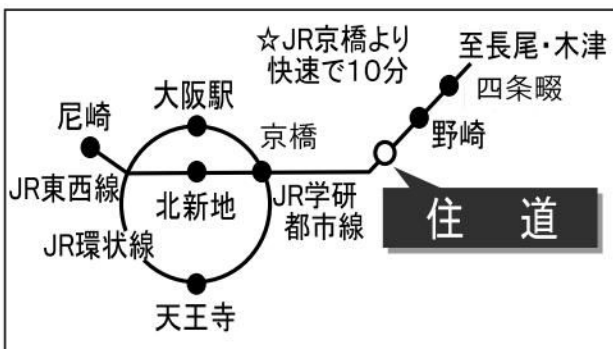 ☆JR京橋より
快速で10分
至長尾・木津
四条畷
野崎
大阪駅
尼崎
京橋
JR東西線
北新地
JR学研
都市線
住 道
JR環状線
天王寺